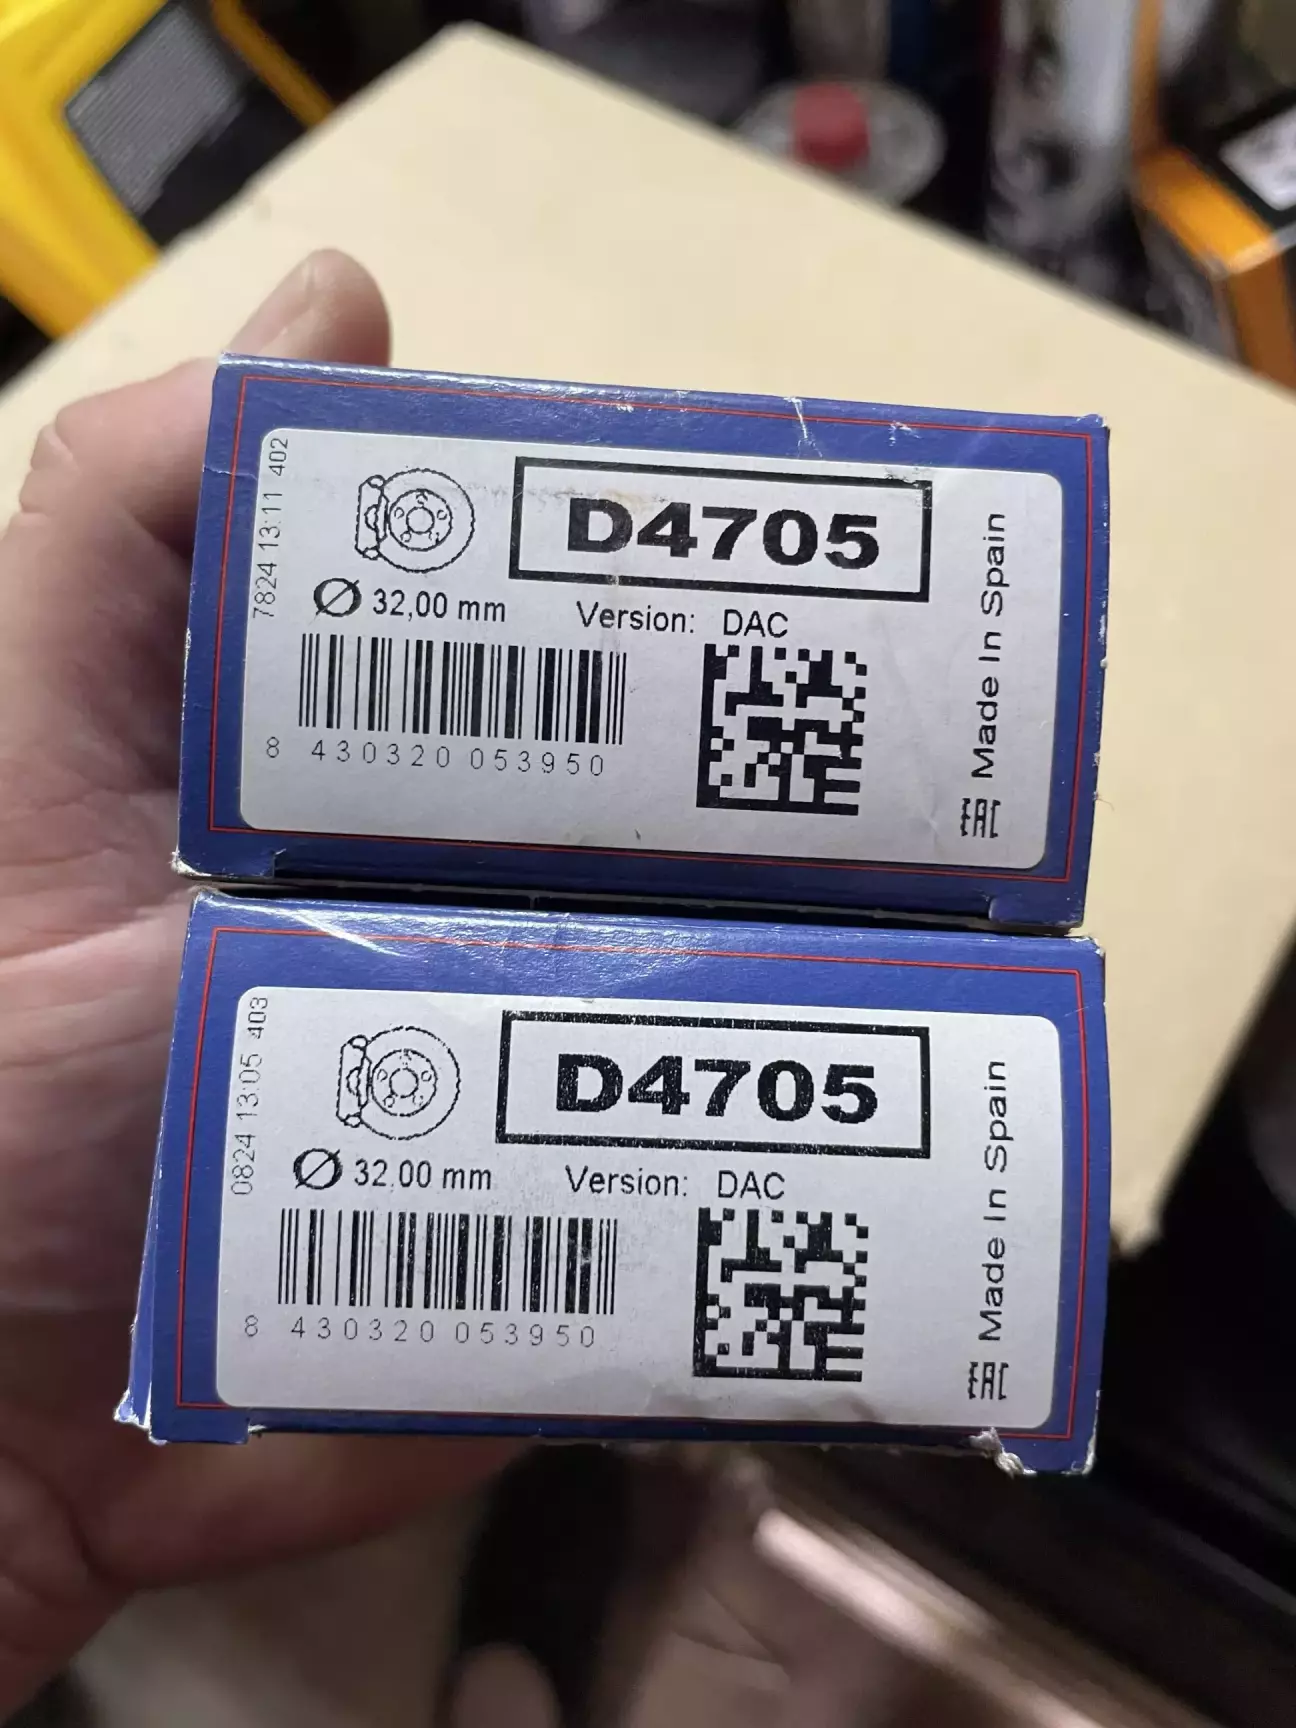 7824 13:11 402
D4705
Ø 32,00 mm Version: DAC
8 430320 053950
Made In Spain
EAC
0824 13:05 403
D4705
Ø 32,00 mm Version: DAC
8 430320 053950
Made In Spain
EAC